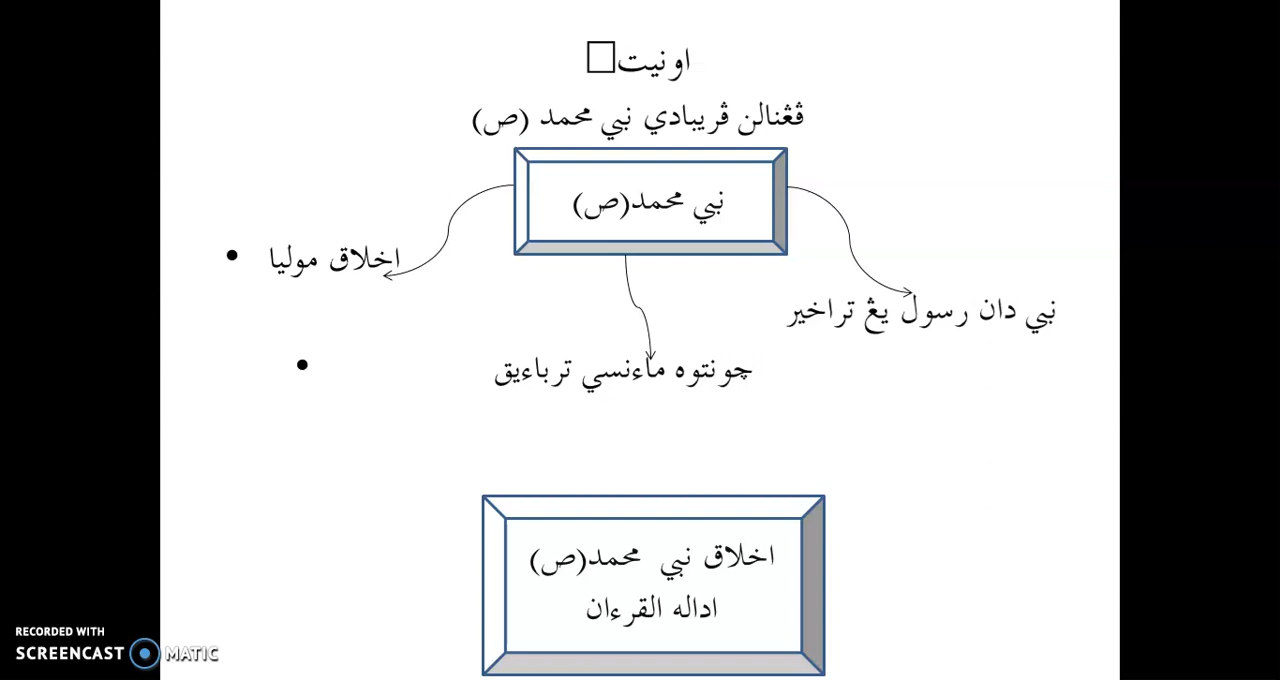 اونيت
ڤڠنالن ڤريبادي نبي محمد (ص)
نبي محمد(ص)
اخلاق موليا
نبي دان رسول يڠ تراخير
چونتوه ماءنسي ترباءيق
اخلاق نبي محمد(ص)
اداله القرءان
RECORDED WITH
SCREENCAST MATIC